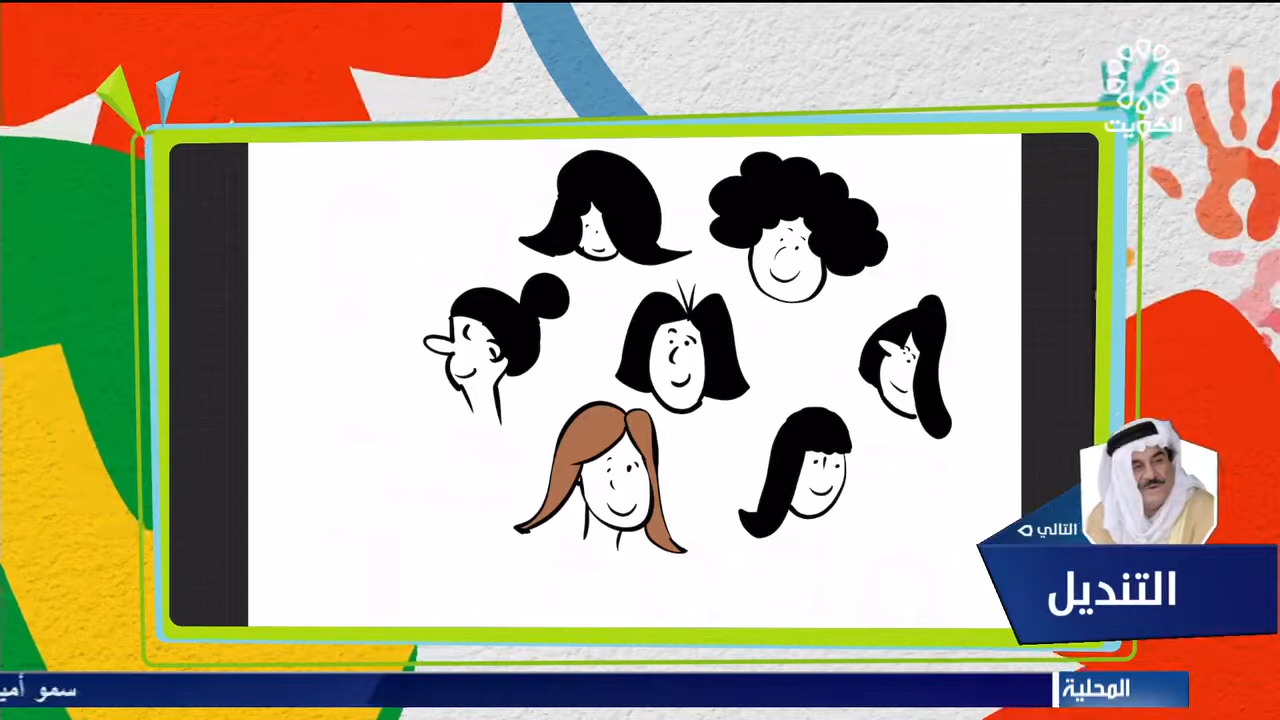 الكويت
التالي
التنديل
المحلية
سمو